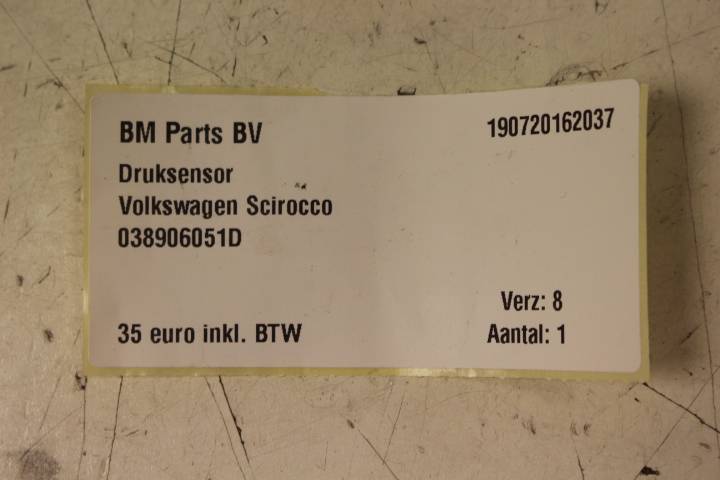 BM Parts BV
190720162037
Druksensor
Volkswagen Scirocco
038906051D
Verz: 8
35 euro inkl. BTW
Aantal: 1